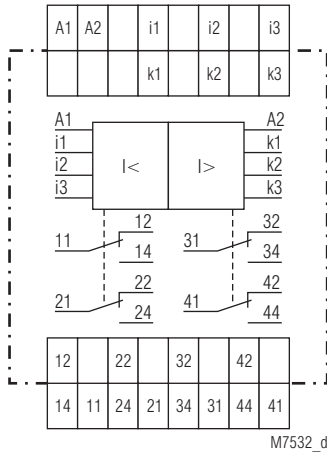 A1 A2 i1 i2 i3
k1 k2 k3
A1 A2
i1 k1
i2 I< I> k2
i3 k3
12 32
11 14 31 34
22 42
21 24 41 44
12 22 32 42
14 11 24 21 34 31 44 41
M7532_d